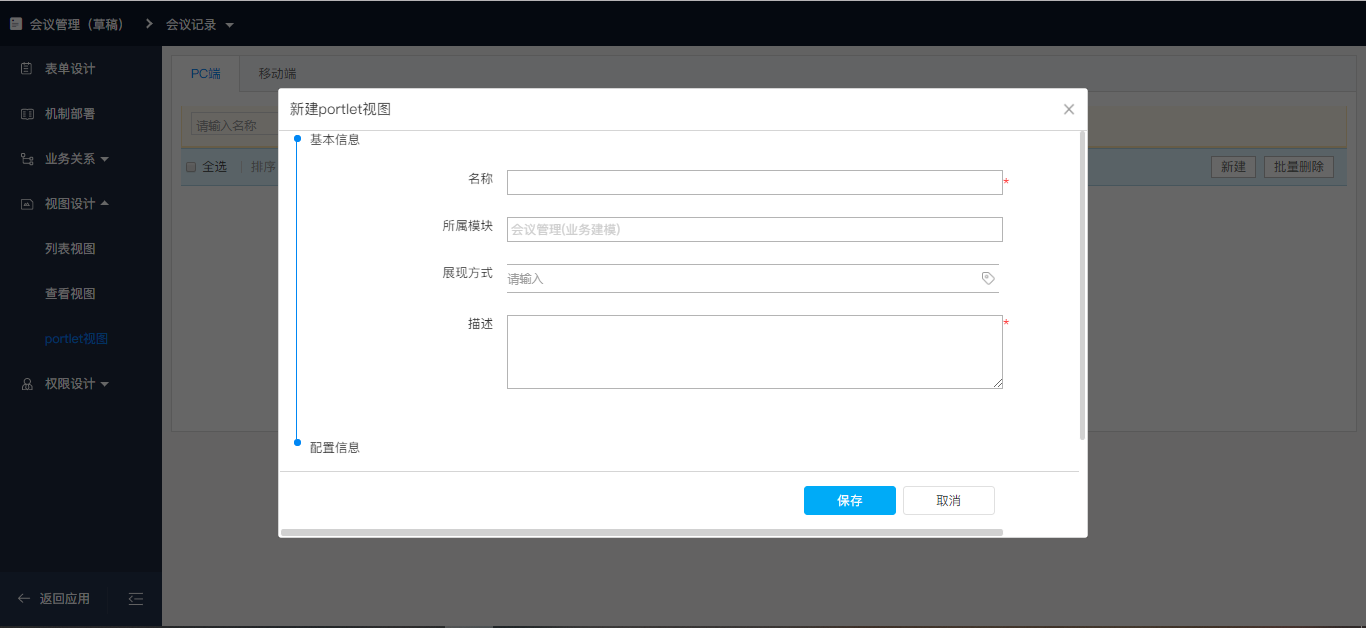 会议管理（草稿） 会议记录
表单设计
机制部署
业务关系
视图设计
列表视图
查看视图
portlet视图
权限设计
返回应用
PC端 移动端
请输入名称
全选 排序
新建 批量删除
新建portlet视图
基本信息
名称 *
所属模块 会议管理(业务建模)
展现方式 请输入
描述 *
配置信息
保存 取消